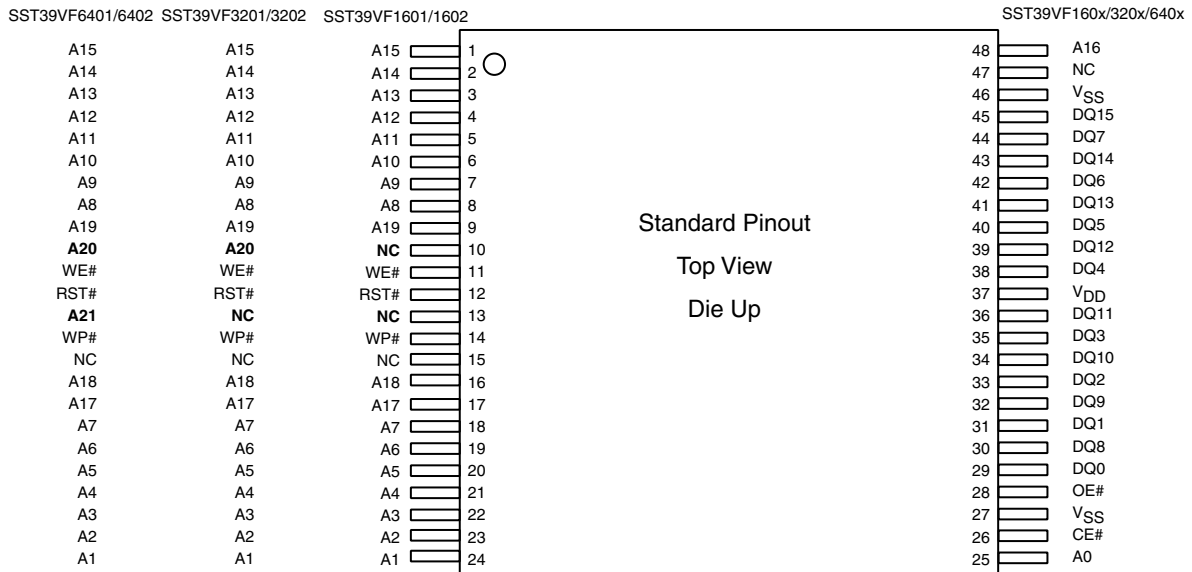 SST39VF6401/6402 SST39VF3201/3202 SST39VF1601/1602 SST39VF160x/320x/640x
A15 A15 A15 1 48 A16
A14 A14 A14 2 47 NC
A13 A13 A13 3 46 VSS
A12 A12 A12 4 45 DQ15
A11 A11 A11 5 44 DQ7
A10 A10 A10 6 43 DQ14
A9 A9 A9 7 42 DQ6
A8 A8 A8 8 41 DQ13
A19 A19 A19 9 Standard Pinout 40 DQ5
A20 A20 NC 10 39 DQ12
WE# WE# WE# 11 Top View 38 DQ4
RST# RST# RST# 12 37 VDD
A21 NC NC 13 Die Up 36 DQ11
WP# WP# WP# 14 35 DQ3
NC NC NC 15 34 DQ10
A18 A18 A18 16 33 DQ2
A17 A17 A17 17 32 DQ9
A7 A7 A7 18 31 DQ1
A6 A6 A6 19 30 DQ8
A5 A5 A5 20 29 DQ0
A4 A4 A4 21 28 OE#
A3 A3 A3 22 27 VSS
A2 A2 A2 23 26 CE#
A1 A1 A1 24 25 A0